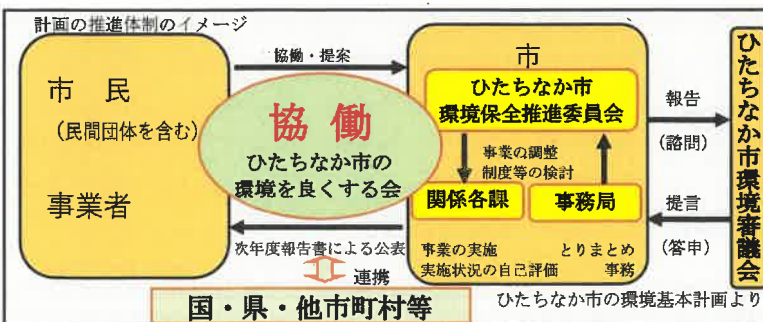 計画の推進体制のイメージ
市民
（民間団体を含む）
事業者
協働・提案
協働
ひたちなか市の
環境を良くする会
次年度報告書による公表
連携
国・県・他市町村等
市
ひたちなか市
環境保全推進委員会
事業の調整
制度等の検討
関係各課
事務局
事業の実施
実施状況の自己評価
とりまとめ
事務
報告
（諮問）
提言
（答申）
ひたちなか市環境審議会
ひたちなか市の環境基本計画より